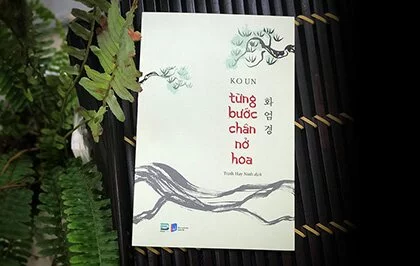 KO UN
từng
bước
chân
nở
hoa
화엄경
Trịnh Huy Ninh dịch